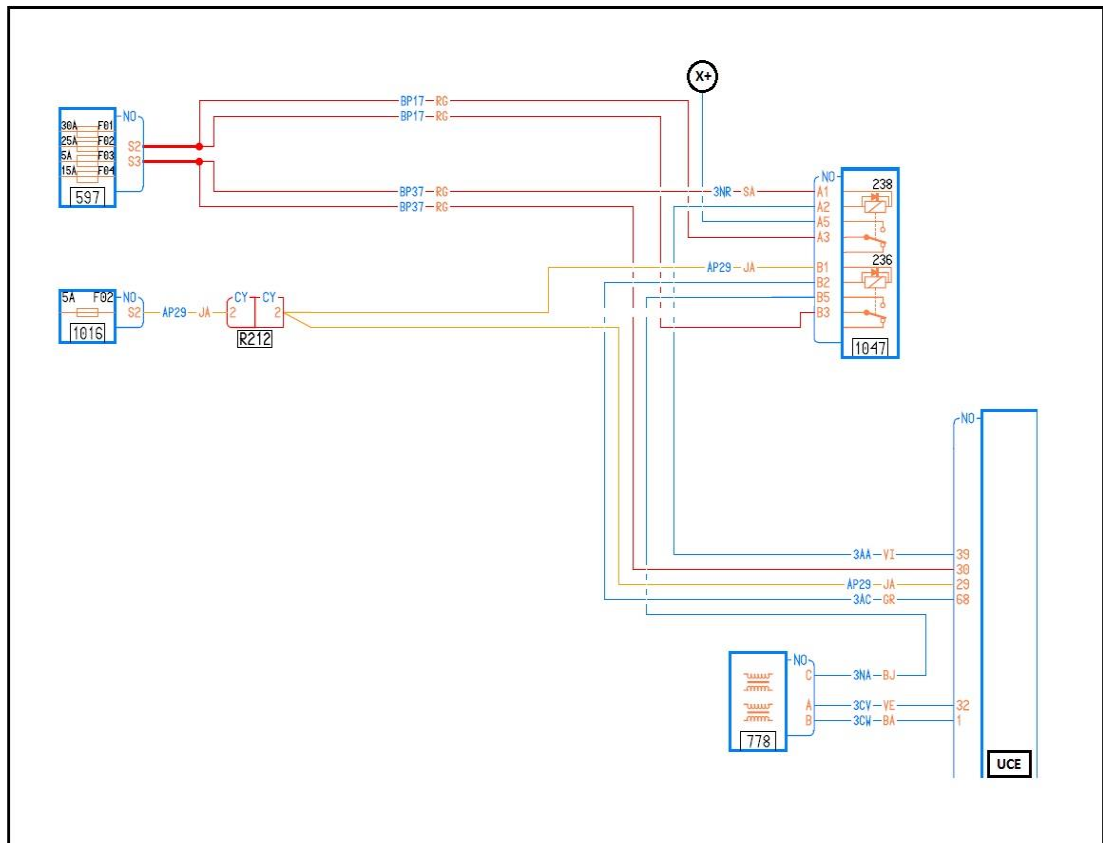 X+
BP17 RG
BP17 RG
30A F01 NO
25A F02 S2
5A F03 S3
15A F04
597
BP37 RG 3NR SA
BP37 RG
NO
A1 238
A2
A5
A3
AP29 JA B1 236
B2
B5
B3
1047
5A F02 NO
S2 AP29 JA 2 CY CY 2
1016
R212
NO
3AA VI 39
30
AP29 JA 29
3AC GR 68
NO
C 3NA BJ
A 3CV VE 32
B 3CW BA 1
778
UCE